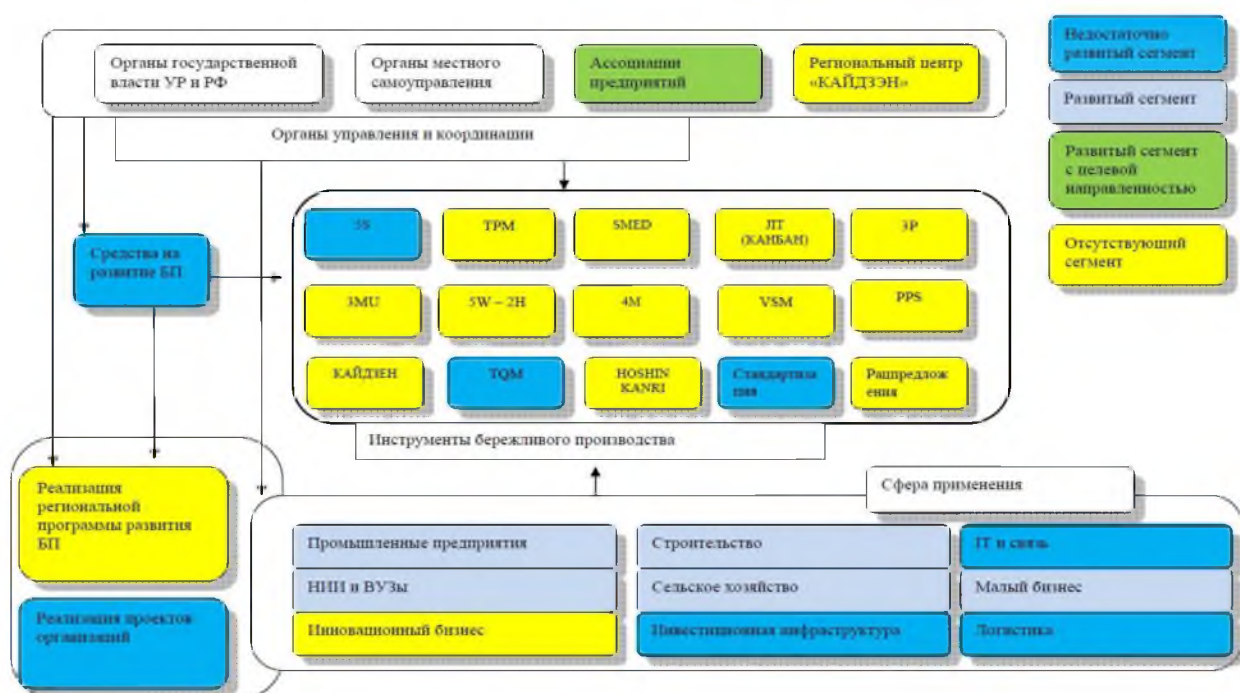 Органы государственной
власти УР и РФ
Органы местного
самоуправления
Ассоциации
предприятий
Региональный центр
«КАЙДЗЭН»
Недостаточно
развитый сегмент
Развитый сегмент
Развитый сегмент
с целевой
направленностью
Отсутствующий
сегмент
Органы управления и координации
Средства на
развитие БП
5S
TPM
SMED
JIT
(КАНБАН)
3P
3MU
5W – 2H
4M
VSM
PPS
КАЙДЗЕН
TQM
HOSHIN
KANRI
Стандартиза
ция
Рацпредлож
ения
Инструменты бережливого производства
Сфера применения
Реализация
региональной
программы развития
БП
Реализация проектов
организаций
Промышленные предприятия
Строительство
IT и связь
НИИ и ВУЗы
Сельское хозяйство
Малый бизнес
Инновационный бизнес
Инвестиционная инфраструктура
Логистика